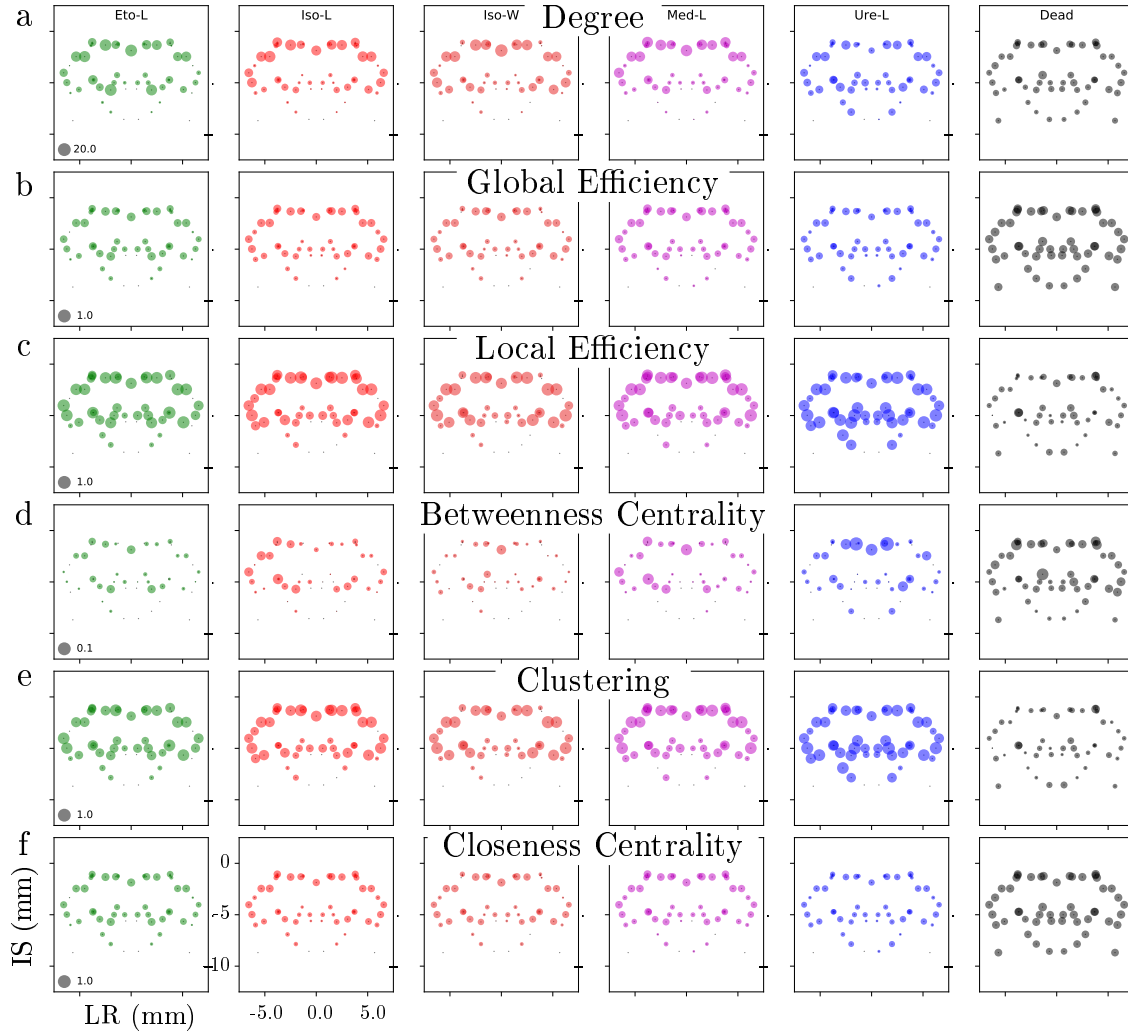 a Degree
Eto-L Iso-L Iso-W Med-L Ure-L Dead
20.0
b Global Efficiency
1.0
c Local Efficiency
1.0
d Betweenness Centrality
0.1
e Clustering
1.0
f Closeness Centrality
0
-5.0
-10
IS (mm)
1.0
LR (mm)
-5.0 0.0 5.0